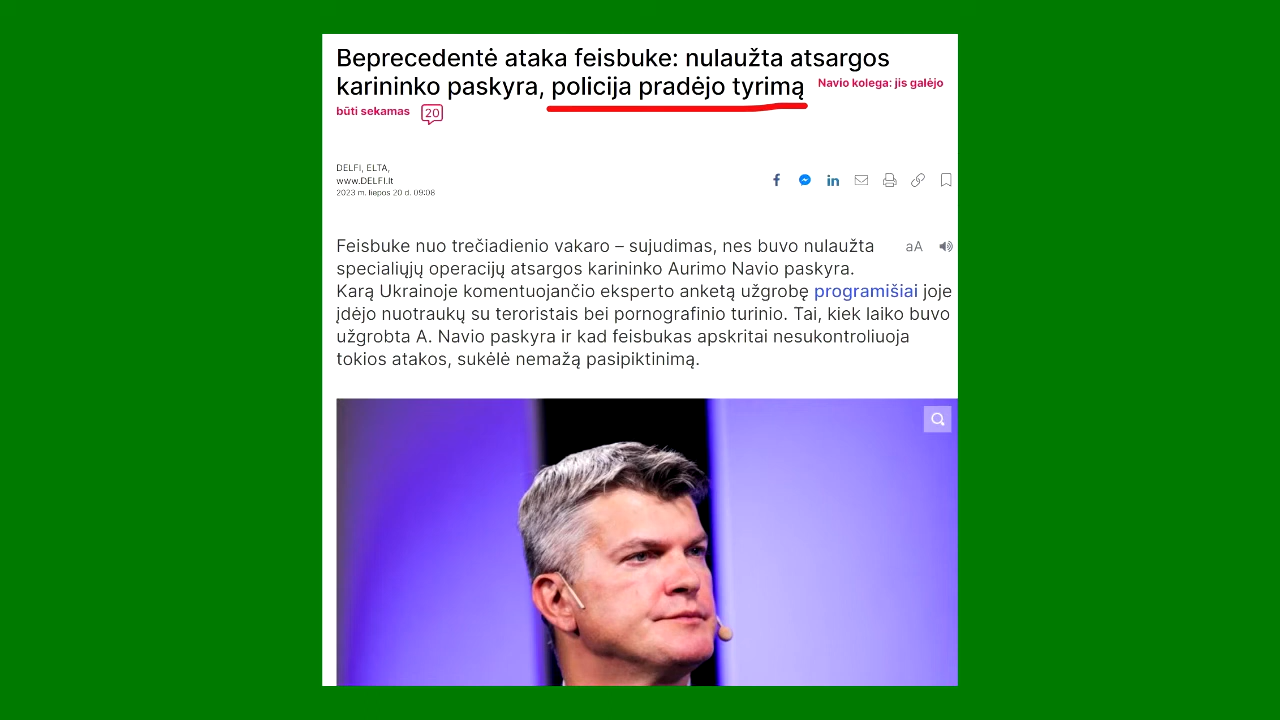 Beprecedentė ataka feisbuke: nulaužta atsargos
karininko paskyra, policija pradėjo tyrimą Navio kolega: jis galėjo
būti sekamas 20
DELFI, ELTA,
www.DELFI.lt
2023 m. liepos 20 d. 09:08
Feisbuke nuo trečiadienio vakaro – sujudimas, nes buvo nulaužta aA
specialiųjų operacijų atsargos karininko Aurimo Navio paskyra.
Karą Ukrainoje komentuojančio eksperto anketą užgrobę programišiai joje
įdėjo nuotraukų su teroristais bei pornografinio turinio. Tai, kiek laiko buvo
užgrobta A. Navio paskyra ir kad feisbukas apskritai nesukontroliuoja
tokios atakos, sukėlė nemažą pasipiktinimą.